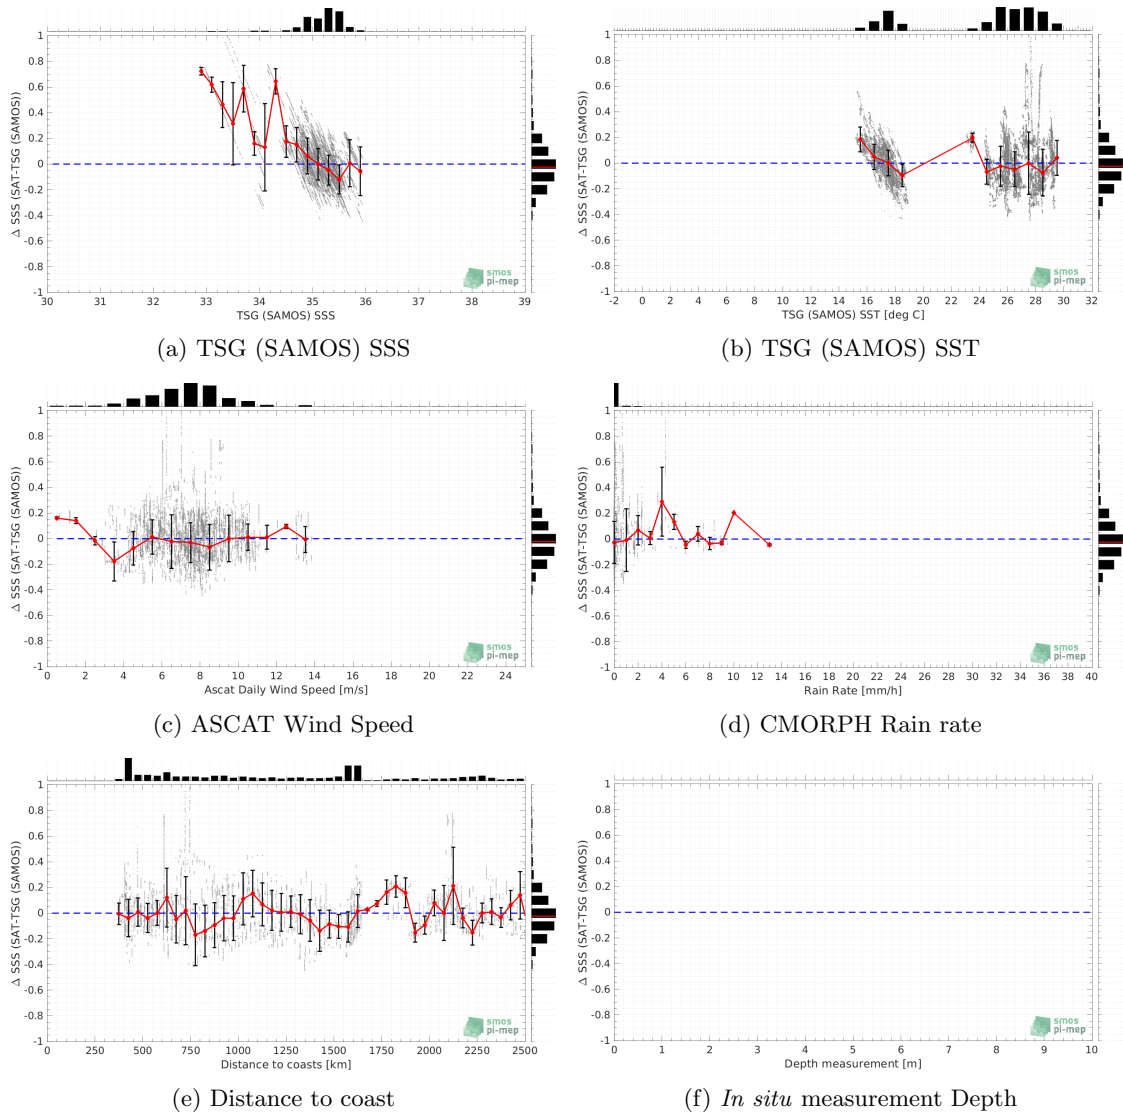 1
0.8
0.6
0.4
0.2
0
-0.2
-0.4
-0.6
-0.8
-1
Δ SSS (SAT-TSG (SAMOS))
30 31 32 33 34 35 36 37 38 39
TSG (SAMOS) SSS
smos
pi-mep
(a) TSG (SAMOS) SSS
1
0.8
0.6
0.4
0.2
0
-0.2
-0.4
-0.6
-0.8
-1
Δ SSS (SAT-TSG (SAMOS))
-2 0 2 4 6 8 10 12 14 16 18 20 22 24 26 28 30 32
TSG (SAMOS) SST [deg C]
smos
pi-mep
(b) TSG (SAMOS) SST
1
0.8
0.6
0.4
0.2
0
-0.2
-0.4
-0.6
-0.8
-1
Δ SSS (SAT-TSG (SAMOS))
0 2 4 6 8 10 12 14 16 18 20 22 24
Ascat Daily Wind Speed [m/s]
smos
pi-mep
(c) ASCAT Wind Speed
1
0.8
0.6
0.4
0.2
0
-0.2
-0.4
-0.6
-0.8
-1
Δ SSS (SAT-TSG (SAMOS))
0 2 4 6 8 10 12 14 16 18 20 22 24 26 28 30 32 34 36 38 40
Rain Rate [mm/h]
smos
pi-mep
(d) CMORPH Rain rate
1
0.8
0.6
0.4
0.2
0
-0.2
-0.4
-0.6
-0.8
-1
Δ SSS (SAT-TSG (SAMOS))
0 250 500 750 1000 1250 1500 1750 2000 2250 2500
Distance to coasts [km]
smos
pi-mep
(e) Distance to coast
1
0.8
0.6
0.4
0.2
0
-0.2
-0.4
-0.6
-0.8
-1
Δ SSS (SAT-TSG (SAMOS))
0 1 2 3 4 5 6 7 8 9 10
Depth measurement [m]
smos
pi-mep
(f) In situ measurement Depth